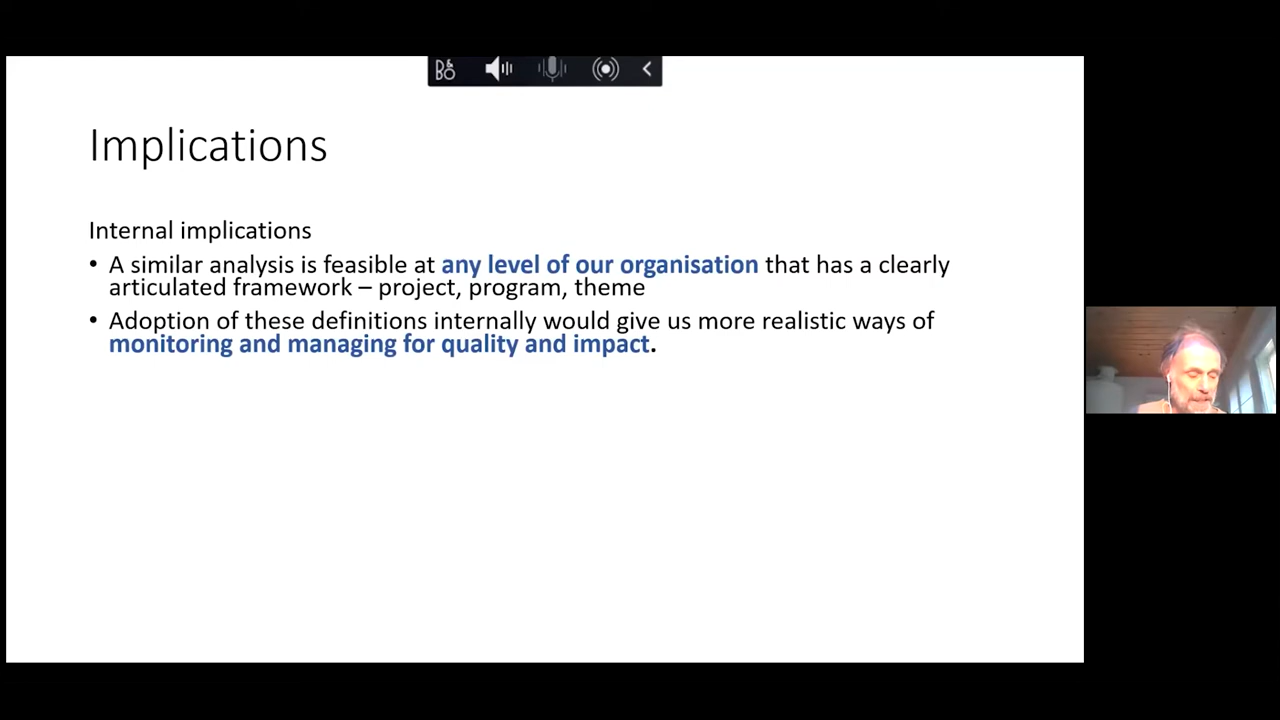 B&O
Implications
Internal implications
• A similar analysis is feasible at any level of our organisation that has a clearly
articulated framework – project, program, theme
• Adoption of these definitions internally would give us more realistic ways of
monitoring and managing for quality and impact.